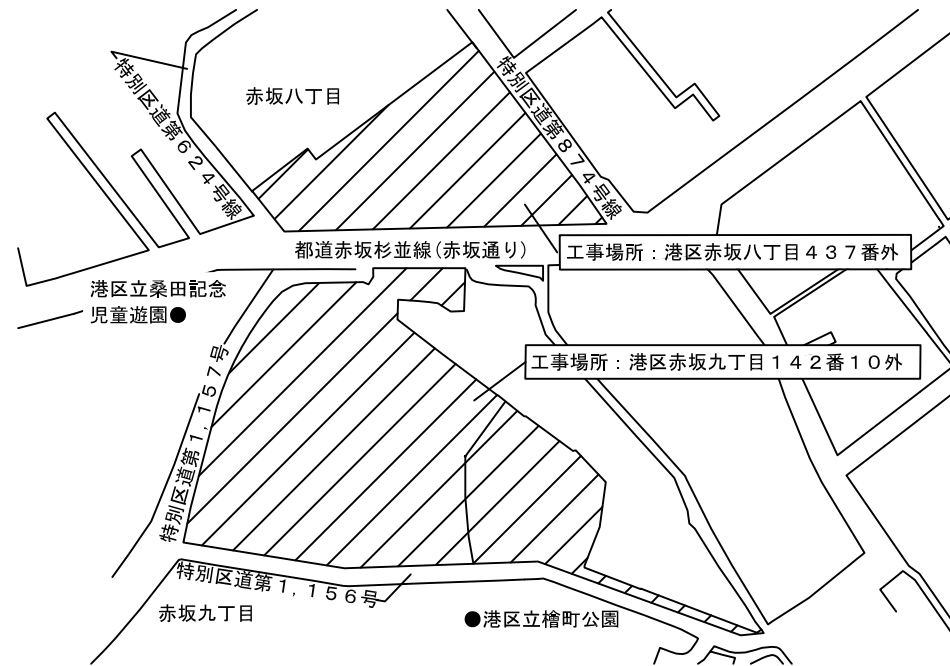 特別区道第624号線
赤坂八丁目
特別区道第874号線
都道赤坂杉並線(赤坂通り)
工事場所:港区赤坂八丁目437番外
港区立桑田記念
児童遊園●
工事場所:港区赤坂九丁目142番10外
特別区道第1,157号
特別区道第1,156号
赤坂九丁目
●港区立檜町公園